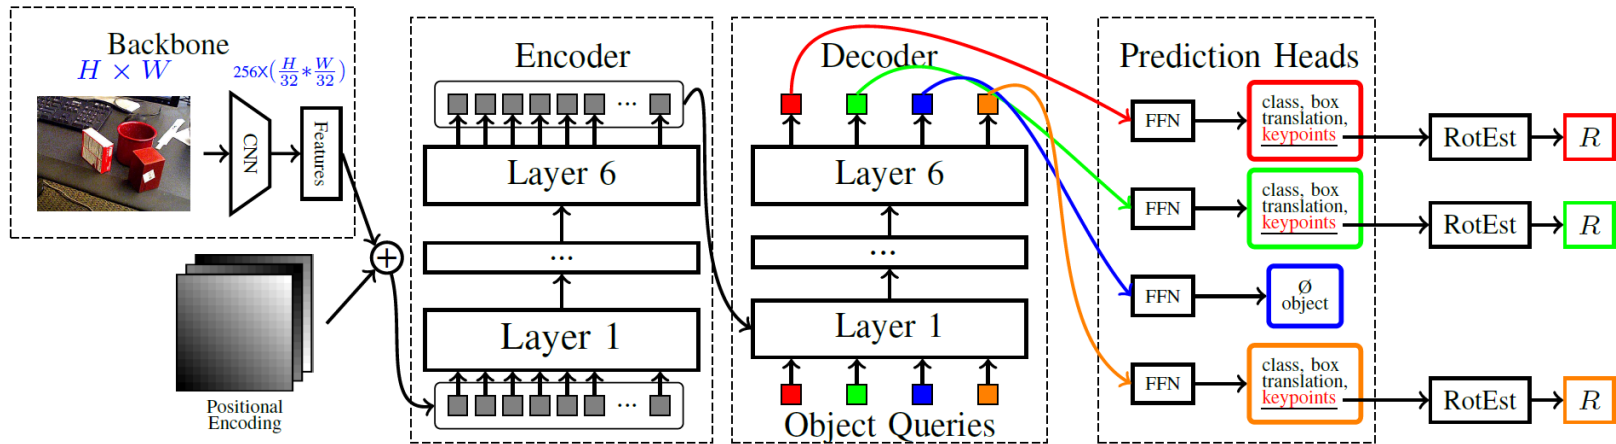 Backbone
H × W
256X(H/32*W/32)
CNN
Features
Positional
Encoding
+
Encoder
...
Layer 6
...
Layer 1
...
Decoder
Layer 6
...
Layer 1
Object Queries
Prediction Heads
FFN
class, box
translation,
keypoints
RotEst
R
FFN
class, box
translation,
keypoints
RotEst
R
FFN
Ø
object
FFN
class, box
translation,
keypoints
RotEst
R